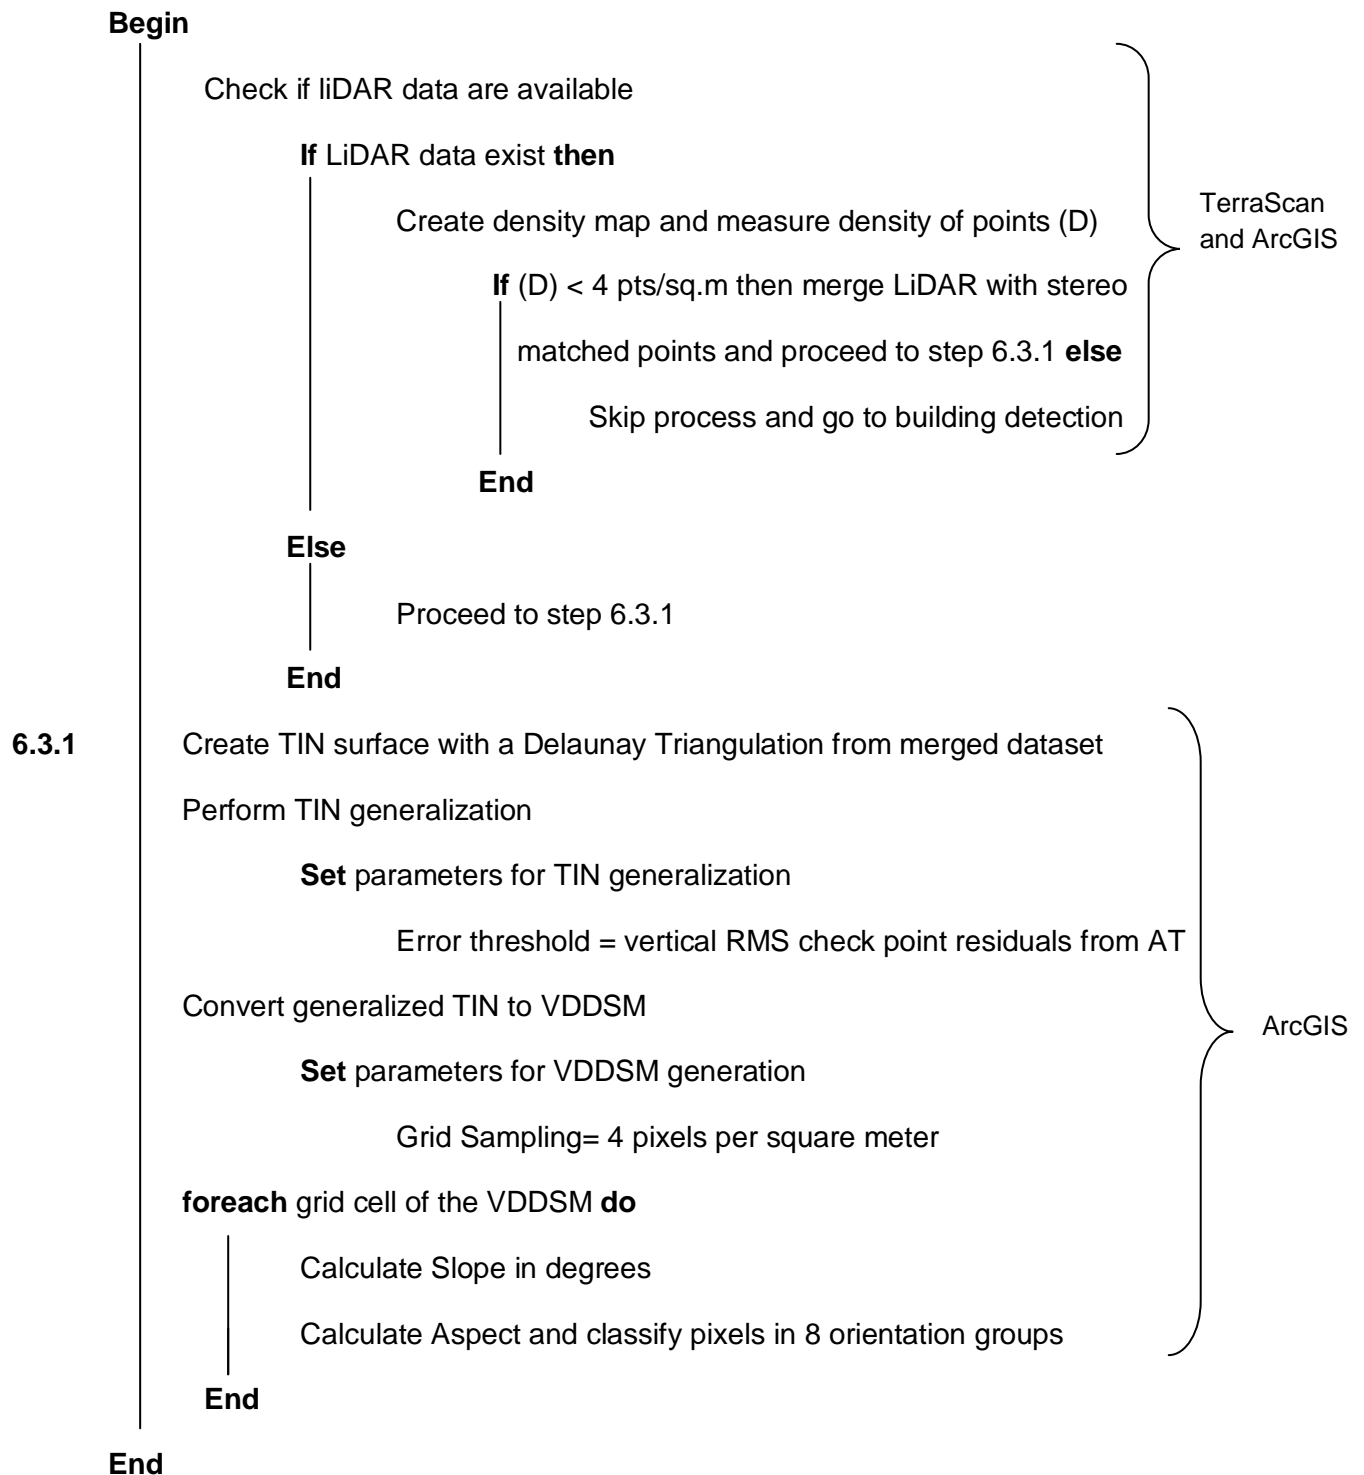 Begin
Check if liDAR data are available
If LiDAR data exist then
Create density map and measure density of points (D)
If (D) < 4 pts/sq.m then merge LiDAR with stereo
matched points and proceed to step 6.3.1 else
Skip process and go to building detection
End
TerraScan
and ArcGIS
Else
Proceed to step 6.3.1
End
6.3.1 Create TIN surface with a Delaunay Triangulation from merged dataset
Perform TIN generalization
Set parameters for TIN generalization
Error threshold = vertical RMS check point residuals from AT
Convert generalized TIN to VDDSM
Set parameters for VDDSM generation
Grid Sampling= 4 pixels per square meter
foreach grid cell of the VDDSM do
Calculate Slope in degrees
Calculate Aspect and classify pixels in 8 orientation groups
End
ArcGIS
End